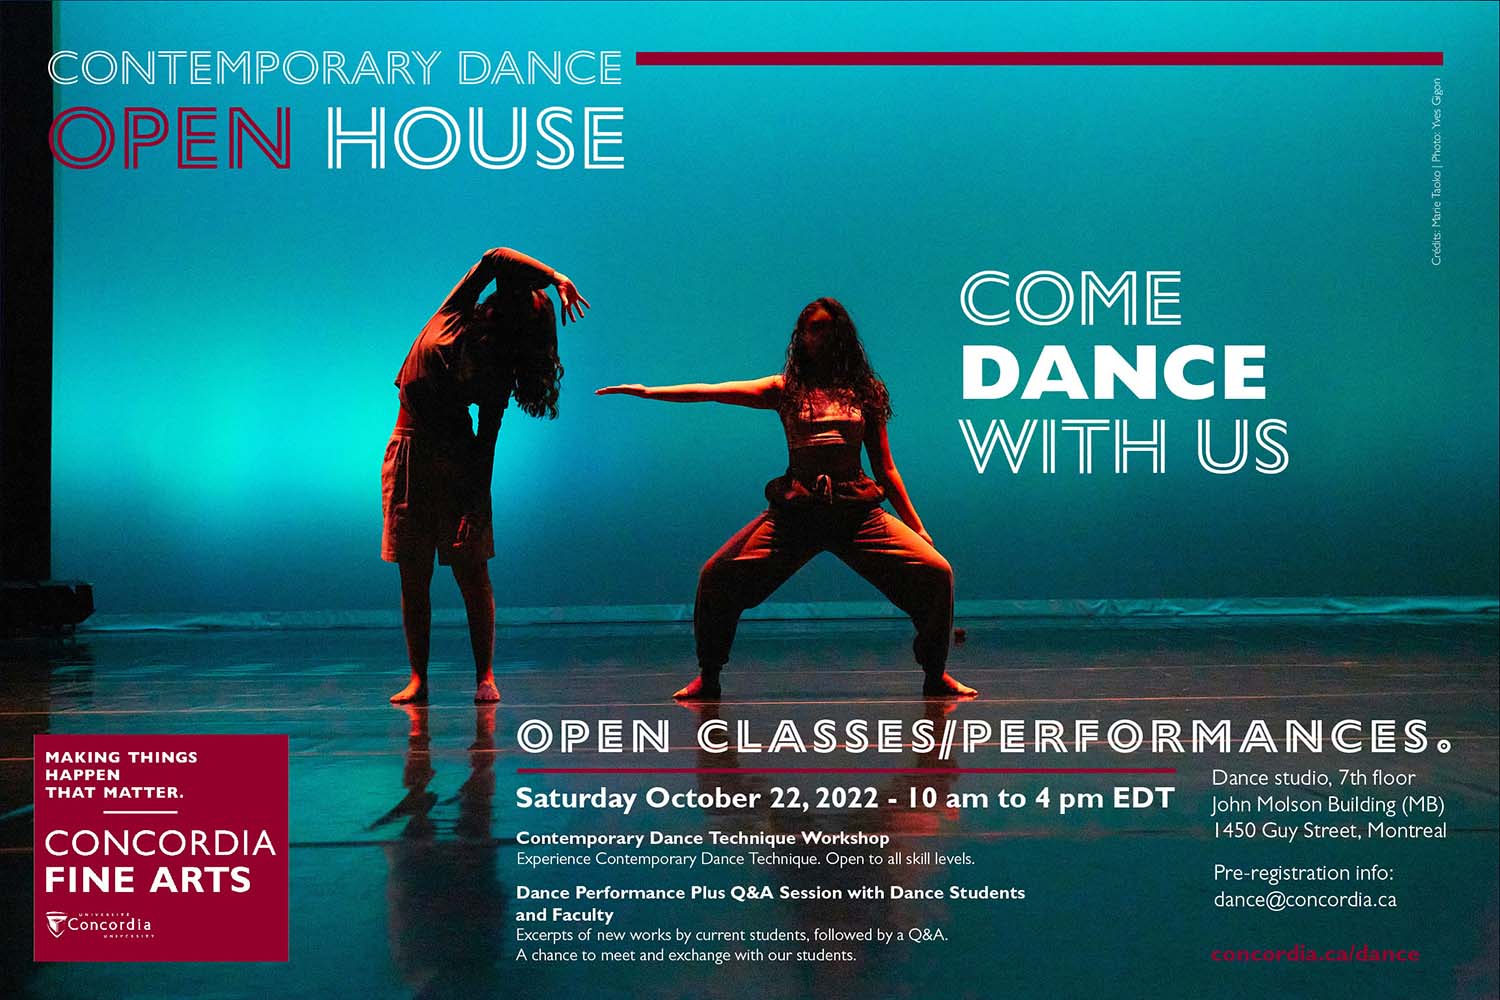 CONTEMPORARY DANCE
OPEN HOUSE
Crédits: Marie Taoko | Photo: Yves Gigon
COME
DANCE
WITH US
OPEN CLASSES/PERFORMANCES.
Saturday October 22, 2022 - 10 am to 4 pm EDT
Contemporary Dance Technique Workshop
Experience Contemporary Dance Technique. Open to all skill levels.
Dance Performance Plus Q&A Session with Dance Students
and Faculty
Excerpts of new works by current students, followed by a Q&A.
A chance to meet and exchange with our students.
Dance studio, 7th floor
John Molson Building (MB)
1450 Guy Street, Montreal
Pre-registration info:
dance@concordia.ca
concordia.ca/dance
MAKING THINGS
HAPPEN
THAT MATTER.
CONCORDIA
FINE ARTS
UNIVERSITÉ
Concordia
UNIVERSITY